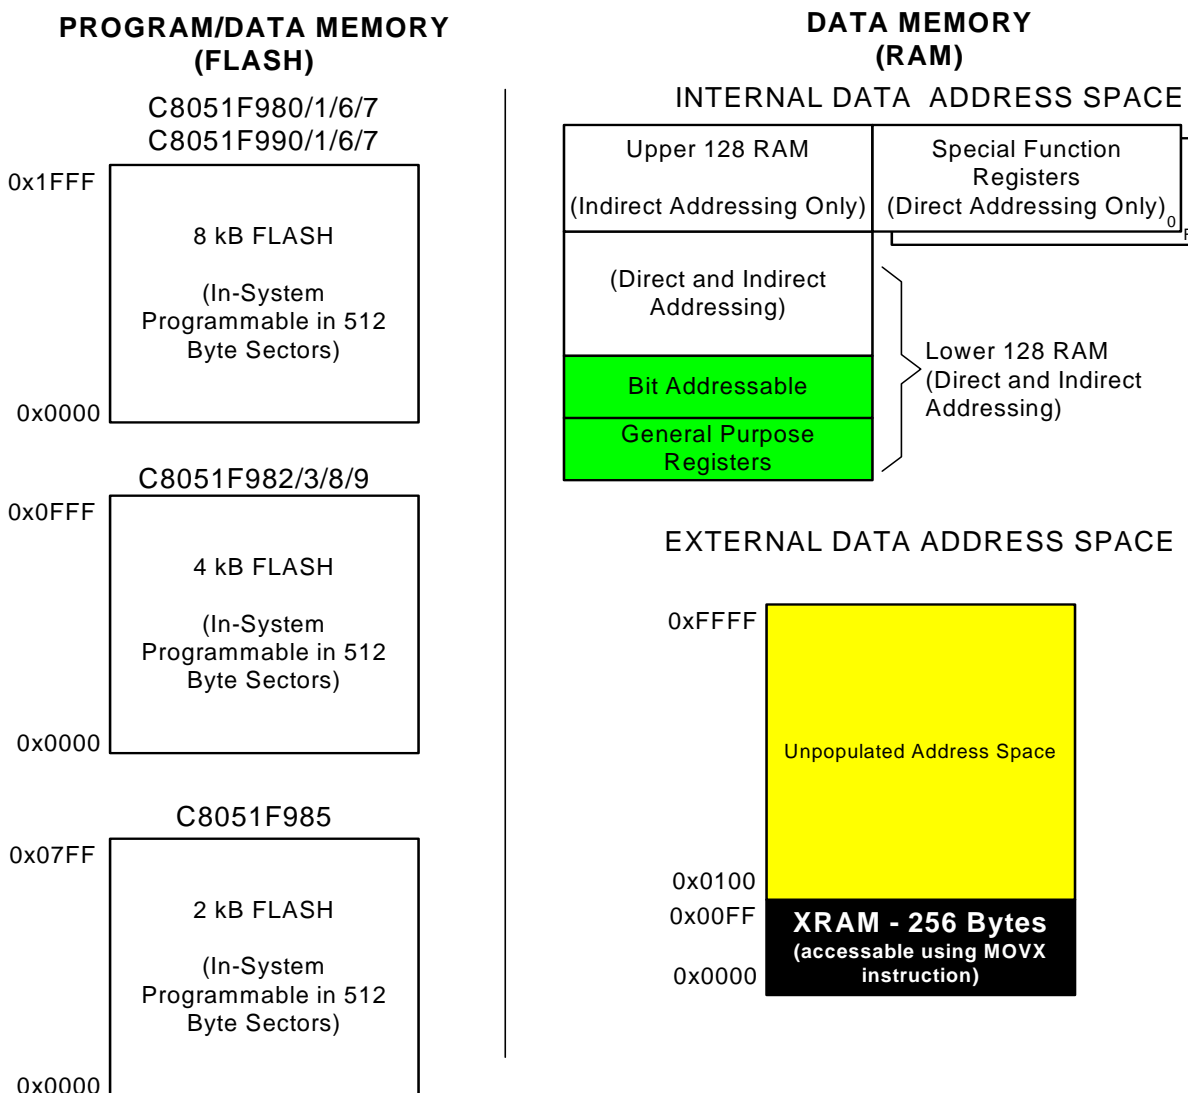 PROGRAM/DATA MEMORY
(FLASH)
C8051F980/1/6/7
C8051F990/1/6/7
0x1FFF
8 kB FLASH
(In-System
Programmable in 512
Byte Sectors)
0x0000
C8051F982/3/8/9
0x0FFF
4 kB FLASH
(In-System
Programmable in 512
Byte Sectors)
0x0000
C8051F985
0x07FF
2 kB FLASH
(In-System
Programmable in 512
Byte Sectors)
0x0000
DATA MEMORY
(RAM)
INTERNAL DATA ADDRESS SPACE
Upper 128 RAM
(Indirect Addressing Only)
Special Function
Registers
(Direct Addressing Only)
0
(Direct and Indirect
Addressing)
Bit Addressable
General Purpose
Registers
Lower 128 RAM
(Direct and Indirect
Addressing)
EXTERNAL DATA ADDRESS SPACE
0xFFFF
Unpopulated Address Space
0x0100
0x00FF
XRAM - 256 Bytes
(accessable using MOVX
instruction)
0x0000